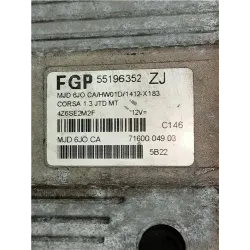 FGP 55196352 ZJ
MJD 6JO CA/HW01D/1412-X183
CORSA 1.3 JTD MT
4Z6SE2M2F 12V=
C146
MJD 6JO CA 71600.049.03
5B22